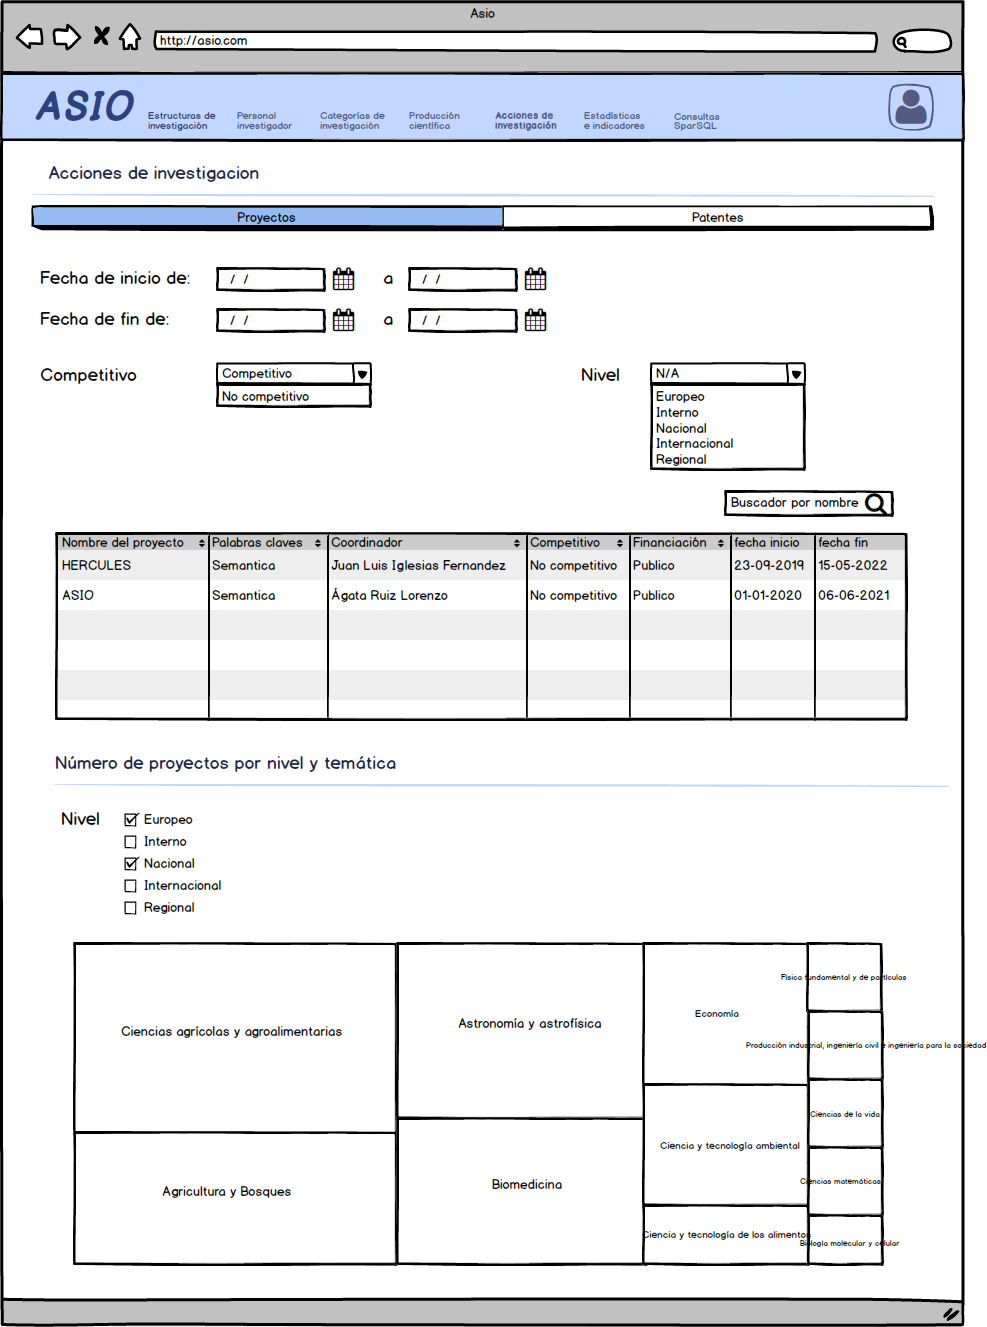 Asio
http://asio.com
ASIO
Estructuras de
investigación
Personal
investigador
Categorías de
investigación
Producción
científica
Acciones de
investigación
Estadísticas
e indicadores
Consultas
SparSQL
Acciones de investigacion
Proyectos
Patentes
Fecha de inicio de: / / a / /
Fecha de fin de: / / a / /
Competitivo
Competitivo
No competitivo
Nivel
N/A
Europeo
Interno
Nacional
Internacional
Regional
Buscador por nombre
Nombre del proyecto Palabras claves Coordinador Competitivo Financiación fecha inicio fecha fin
HERCULES Semantica Juan Luis Iglesias Fernandez No competitivo Publico 23-09-2019 15-05-2022
ASIO Semantica Ágata Ruiz Lorenzo No competitivo Publico 01-01-2020 06-06-2021
Número de proyectos por nivel y temática
Nivel
Europeo
Interno
Nacional
Internacional
Regional
Ciencias agrícolas y agroalimentarias
Agricultura y Bosques
Astronomía y astrofísica
Biomedicina
Economía
Ciencia y tecnología ambiental
Ciencia y tecnología de los alimentos
Física fundamental y de partículas
Producción industrial, ingeniería civil e ingeniería para la sociedad
Ciencias de la vida
Ciencias matemáticas
Biología molecular y celular